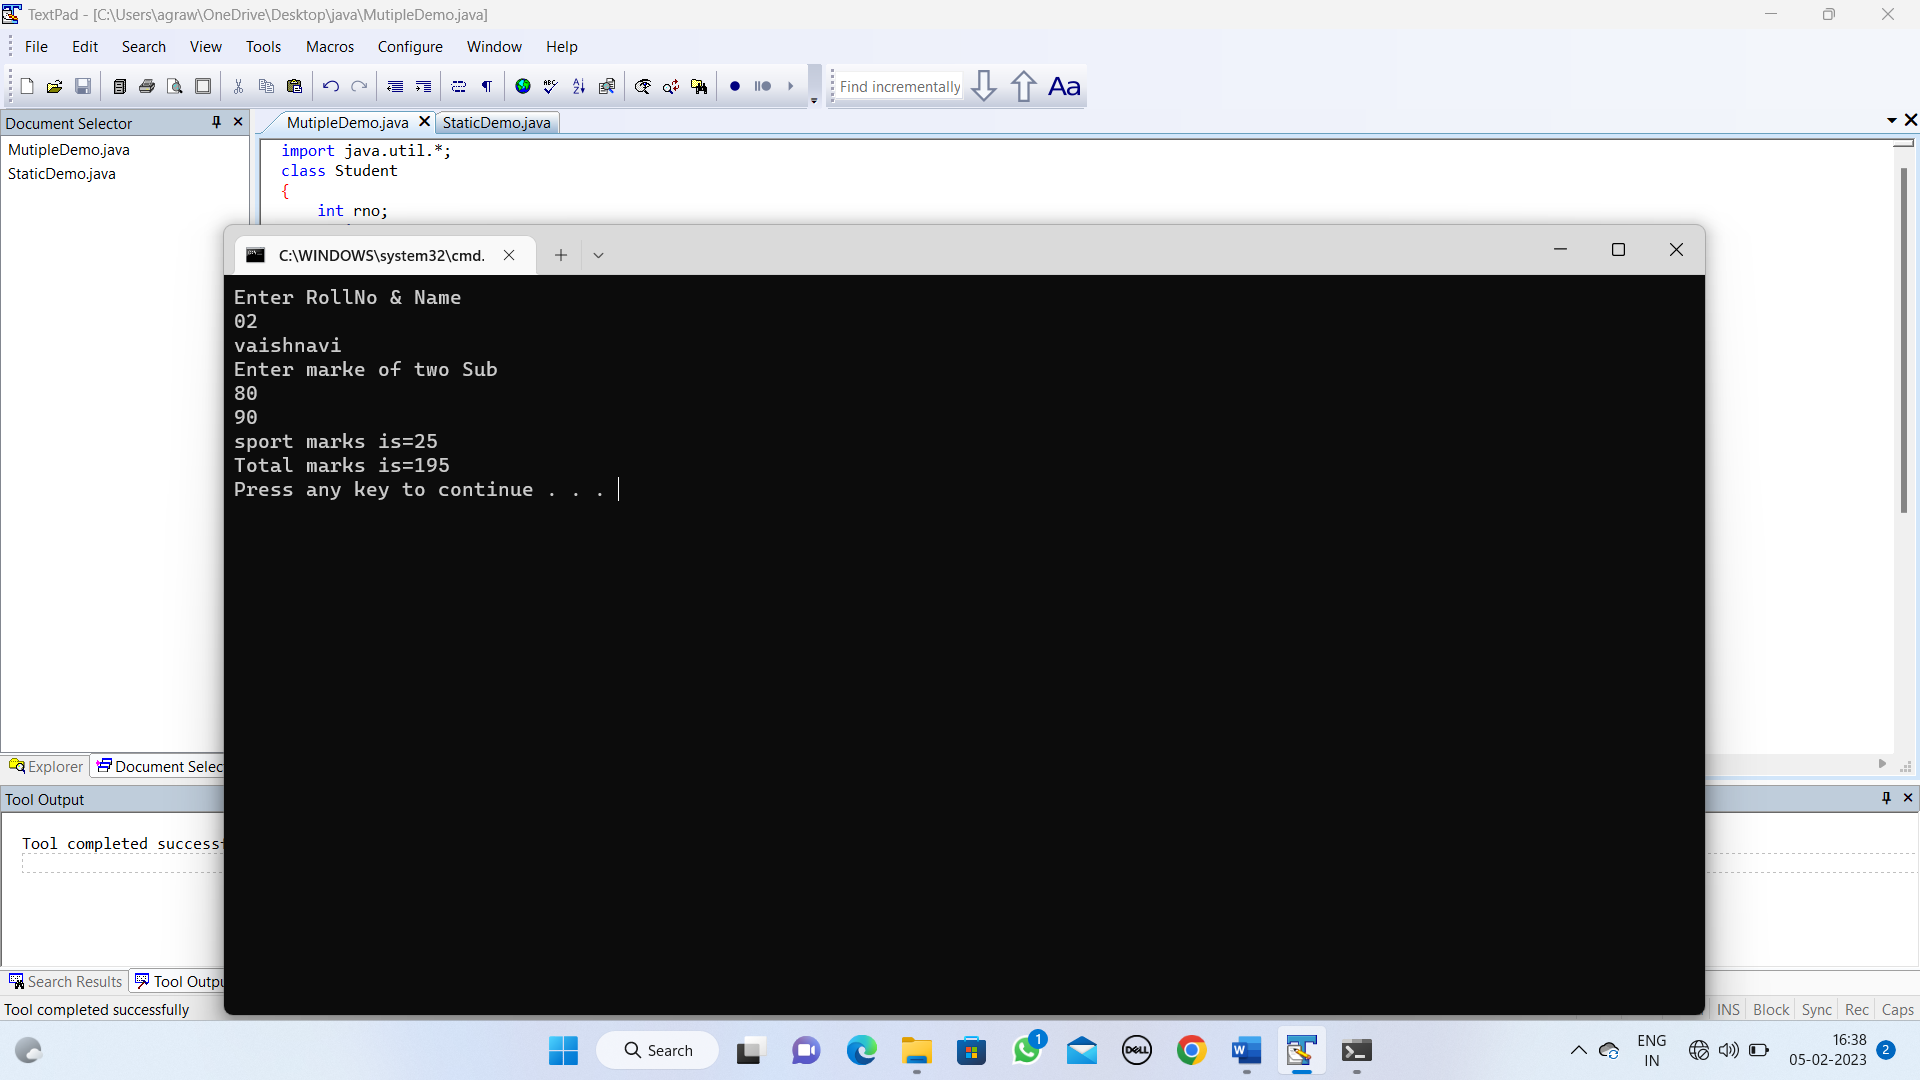 TextPad - [C:\Users\agraw\OneDrive\Desktop\java\MutipleDemo.java]
File Edit Search View Tools Macros Configure Window Help
Find incrementally Aa
Document Selector
MutipleDemo.java StaticDemo.java
MutipleDemo.java
StaticDemo.java
import java.util.*;
class Student
{
int rno;
C:\WINDOWS\system32\cmd.
Enter RollNo & Name
02
vaishnavi
Enter marke of two Sub
80
90
sport marks is=25
Total marks is=195
Press any key to continue . . .
Explorer Document Selec
Tool Output
Tool completed success
Search Results Tool Outpu
Tool completed successfully
INS Block Sync Rec Caps
Search
1
DELL
W
ENG
IN
16:38
05-02-2023
2